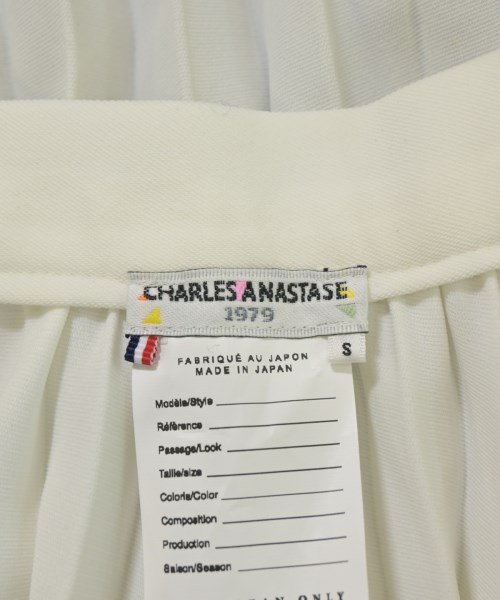 CHARLES ANASTASE
1979
S
FABRIQUÉ AU JAPON
MADE IN JAPAN
Modèle/Style
Référence
Passage/Look
Taille/size
Coloris/Color
Composition
Production
Saison/Season
ONLY